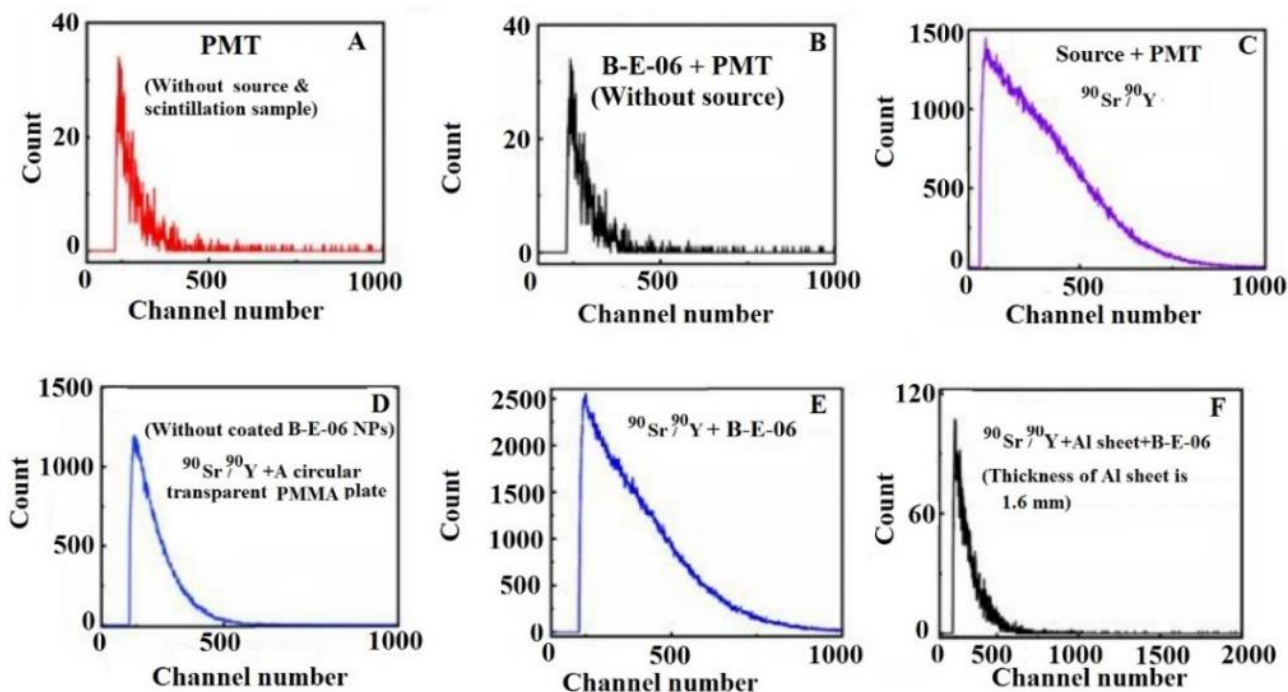 40
20
0
Count
PMT
A
(Without source &
scintillation sample)
0
500
1000
Channel number
40
20
0
Count
B
B-E-06 + PMT
(Without source)
0
500
1000
Channel number
1500
1000
500
0
Count
C
Source + PMT
⁹⁰Sr/⁹⁰Y
0
500
1000
Channel number
1500
1000
500
0
Count
D
(Without coated B-E-06 NPs)
⁹⁰Sr/⁹⁰Y +A circular
transparent PMMA plate
0
500
1000
Channel number
2500
2000
1500
1000
500
0
Count
E
⁹⁰Sr/⁹⁰Y + B-E-06
0
500
1000
Channel number
120
60
0
Count
F
⁹⁰Sr/⁹⁰Y+Al sheet+B-E-06
(Thickness of Al sheet is
1.6 mm)
0
500
1000
1500
2000
Channel number